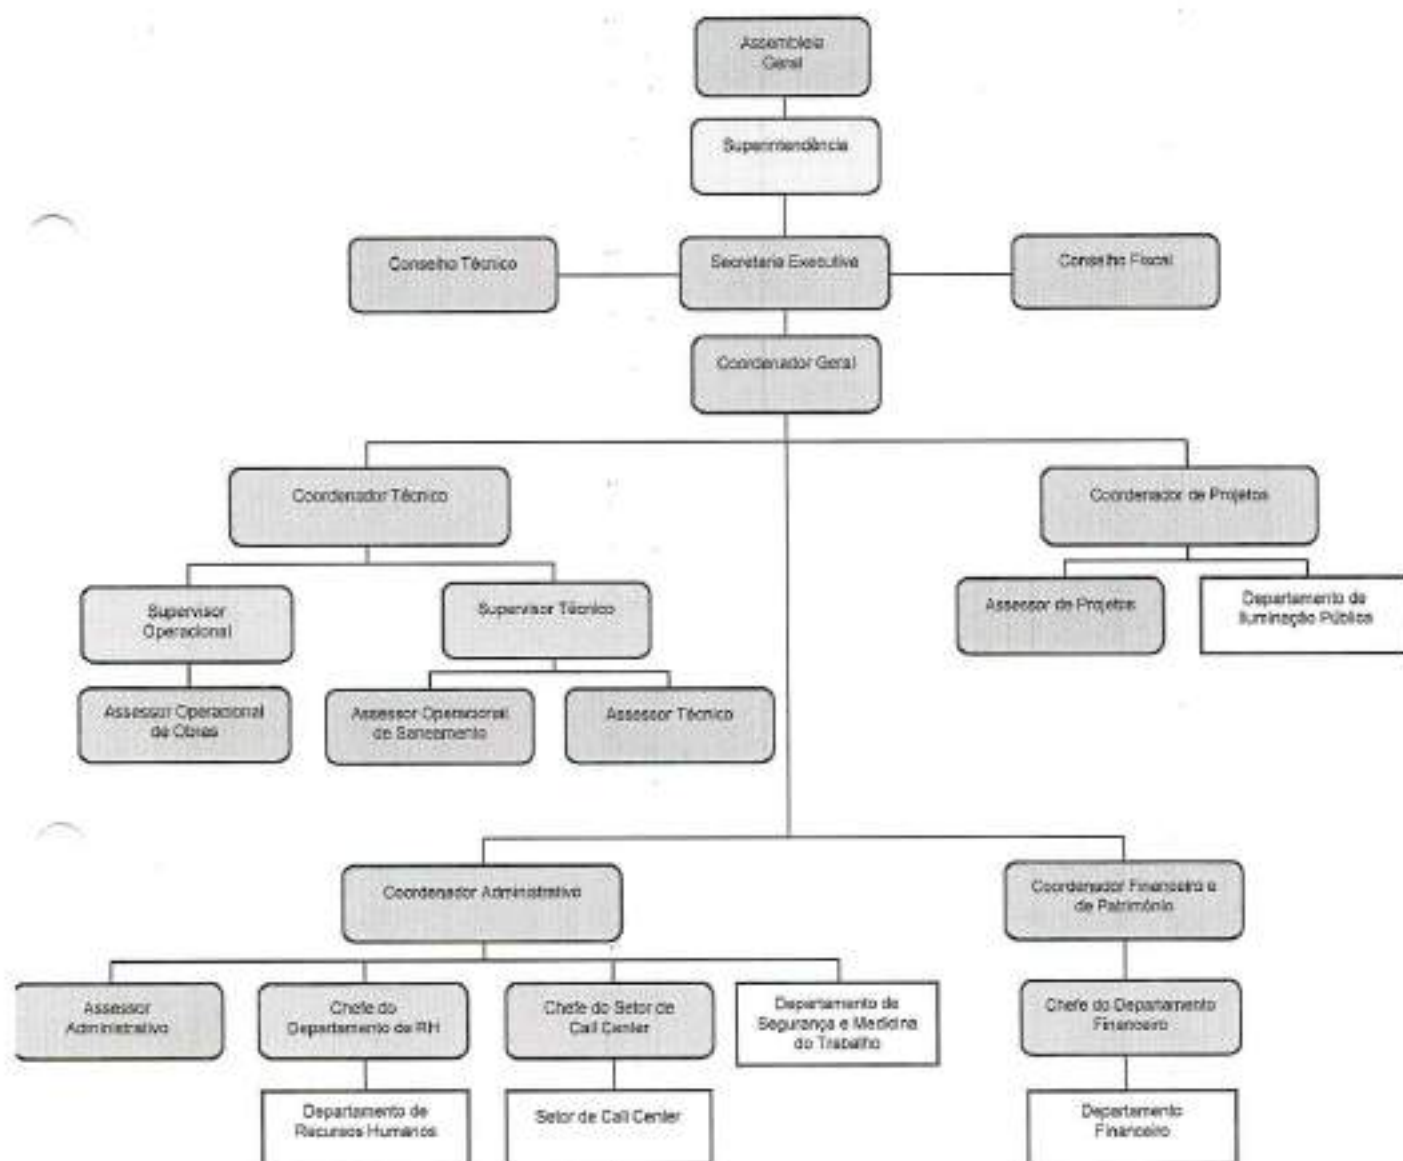 Assembleia
Geral
Superintendência
Conselho Técnico
Secretaria Executiva
Conselho Fiscal
Coordenador Geral
Coordenador Técnico
Coordenador de Projetos
Supervisor
Operacional
Supervisor Técnico
Assessor de Projetos
Departamento de
Iluminação Pública
Assessor Operacional
de Obras
Assessor Operacional
de Saneamento
Assessor Técnico
Coordenador Administrativo
Coordenador Financeiro e
de Patrimônio
Assessor
Administrativo
Chefe do
Departamento de RH
Chefe do Setor de
Call Center
Departamento de
Segurança e Medicina
do Trabalho
Chefe do Departamento
Financeiro
Departamento de
Recursos Humanos
Setor de Call Center
Departamento
Financeiro